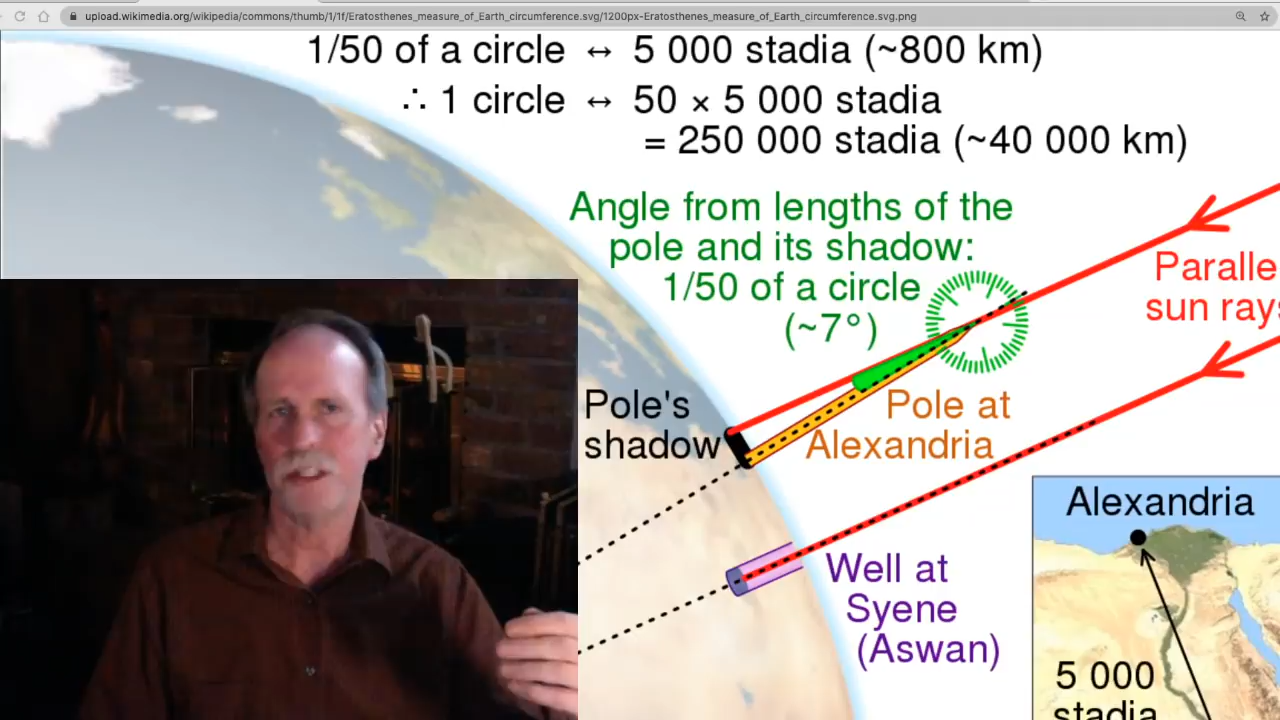 upload.wikimedia.org/wikipedia/commons/thumb/1/1f/Eratosthenes_measure_of_Earth_circumference.svg/1200px-Eratosthenes_measure_of_Earth_circumference.svg.png
1/50 of a circle ↔ 5 000 stadia (~800 km)
∴ 1 circle ↔ 50 × 5 000 stadia
= 250 000 stadia (~40 000 km)
Angle from lengths of the
pole and its shadow:
1/50 of a circle
(~7°)
Paralle
sun rays
Pole's
shadow
Pole at
Alexandria
Well at
Syene
(Aswan)
Alexandria
5 000
stadia